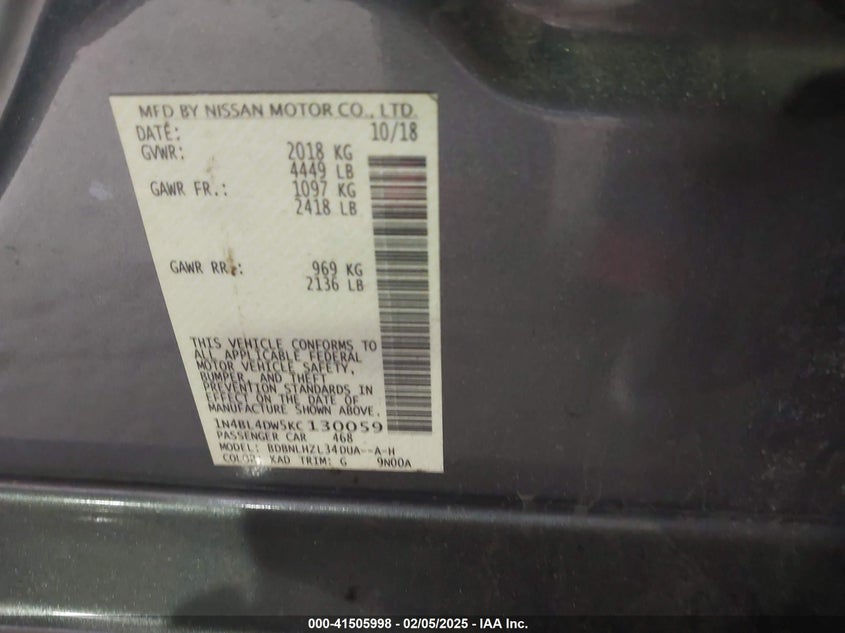 MFD BY NISSAN MOTOR CO., LTD.
DATE: 10/18
GVWR: 2018 KG
4449 LB
GAWR FR.: 1097 KG
2418 LB
GAWR RR.: 969 KG
2136 LB
THIS VEHICLE CONFORMS TO
ALL APPLICABLE FEDERAL
MOTOR VEHICLE SAFETY,
BUMPER, AND THEFT
PREVENTION STANDARDS IN
EFFECT ON THE DATE OF
MANUFACTURE SHOWN ABOVE.
1N4BL4DW5KC130059
PASSENGER CAR 468
MODEL: BDBNLHZL34DUA--A-H
COLOR: KAD TRIM: G 9N00A
000-41505998 - 02/05/2025 - IAA Inc.